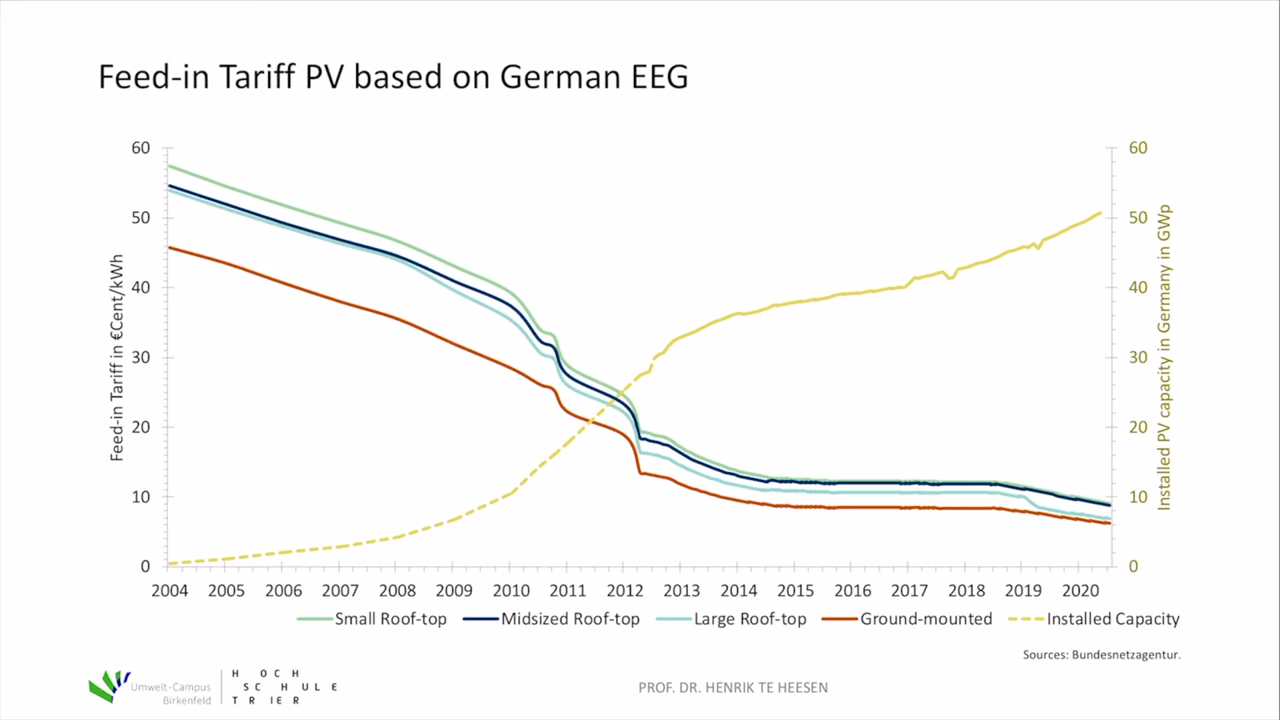 Feed-in Tariff PV based on German EEG
60
50
40
30
20
10
0
Feed-in Tariff in €Cent/kWh
60
50
40
30
20
10
0
Installed PV capacity in Germany in GWp
2004 2005 2006 2007 2008 2009 2010 2011 2012 2013 2014 2015 2016 2017 2018 2019 2020
Small Roof-top Midsized Roof-top Large Roof-top Ground-mounted Installed Capacity
Sources: Bundesnetzagentur.
Umwelt-Campus
Birkenfeld
H O C H
S C H U L E
T R I E R
PROF. DR. HENRIK TE HEESEN